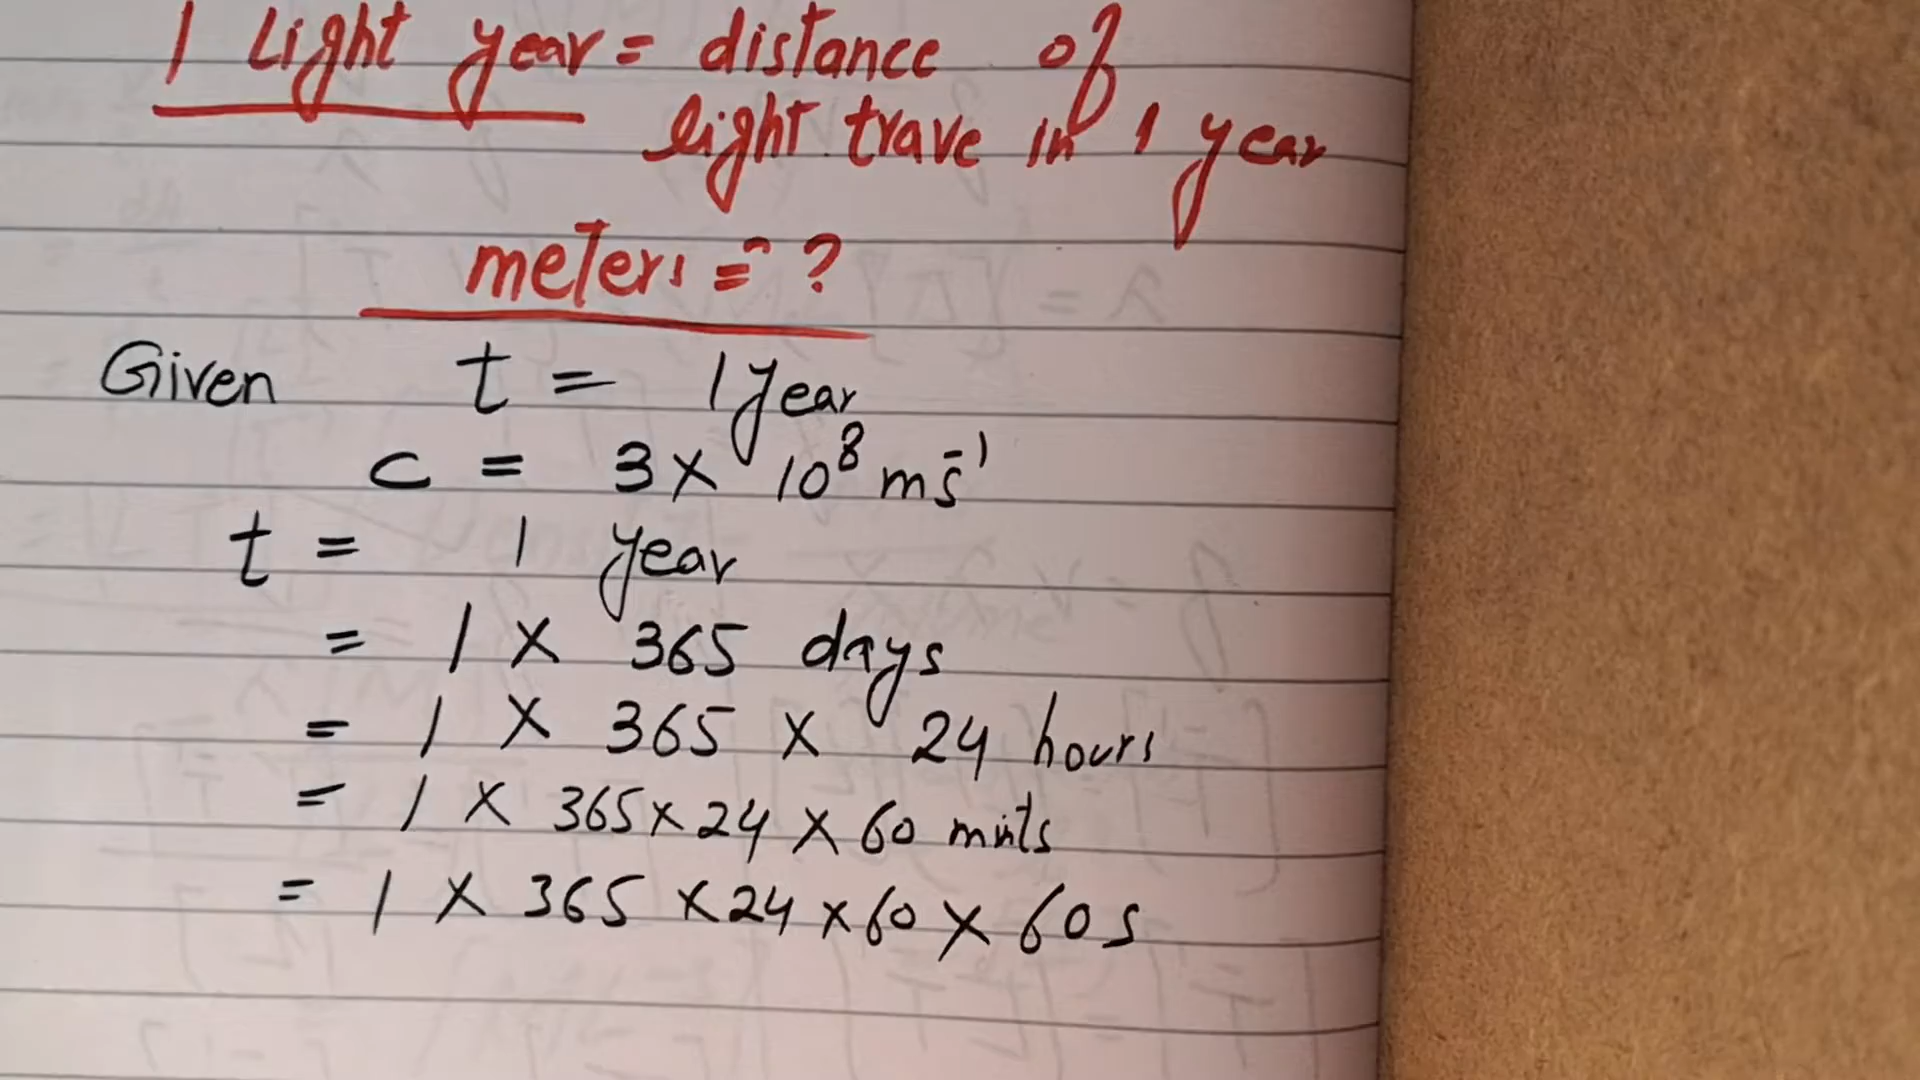 1 Light year = distance of
light trave in 1 year
meters = ?
Given t = 1 year
c = 3 × 10⁸ ms⁻¹
t = 1 year
= 1 × 365 days
= 1 × 365 × 24 hours
= 1 × 365 × 24 × 60 mints
= 1 × 365 × 24 × 60 × 60 s